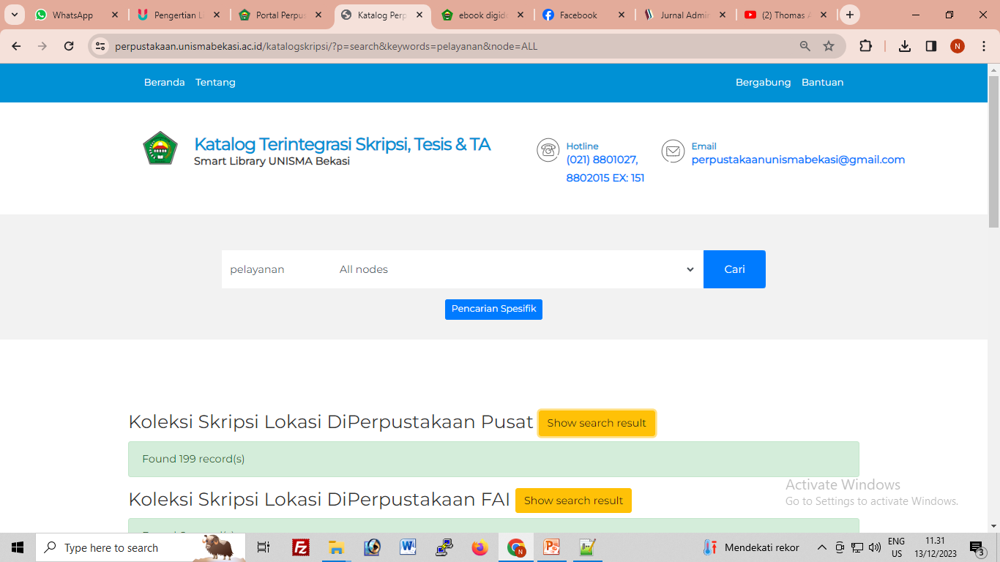 WhatsApp
Pengertian L
Portal Perpus
Katalog Perp
ebook digid
Facebook
Jurnal Admin
(2) Thomas A
perpustakaan.unismabekasi.ac.id/katalogskripsi/?p=search&keywords=pelayanan&node=ALL
N
Beranda Tentang Bergabung Bantuan
Katalog Terintegrasi Skripsi, Tesis & TA
Smart Library UNISMA Bekasi
Hotline
(021) 8801027,
8802015 EX: 151
Email
perpustakaanunismabekasi@gmail.com
pelayanan All nodes Cari
Pencarian Spesifik
Koleksi Skripsi Lokasi DiPerpustakaan Pusat Show search result
Found 199 record(s)
Koleksi Skripsi Lokasi DiPerpustakaan FAI Show search result
Activate Windows
Go to Settings to activate Windows.
Type here to search
Mendekati rekor
ENG
US
11.31
13/12/2023
3